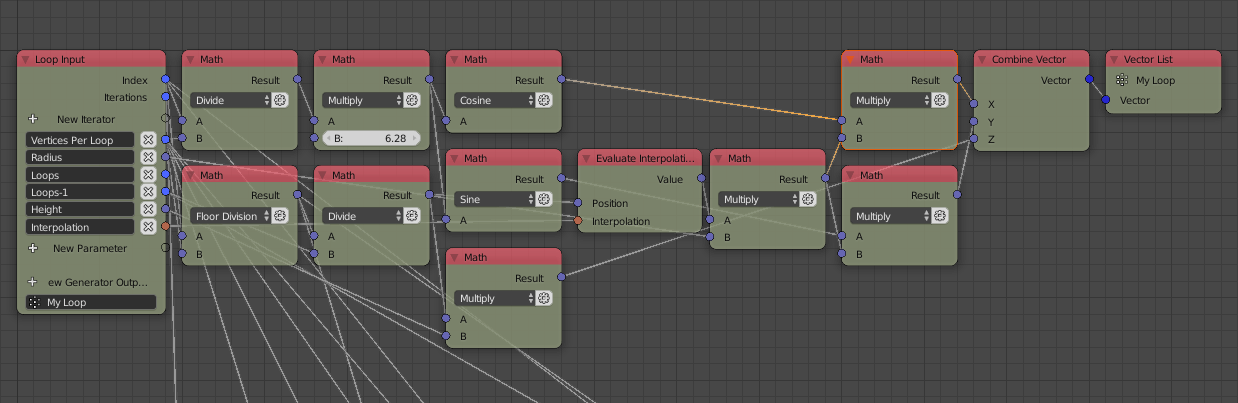 Loop Input
Index
Iterations
New Iterator
Vertices Per Loop
Radius
Loops
Loops-1
Height
Interpolation
New Parameter
ew Generator Outp...
My Loop
Math
Result
Divide
A
B
Math
Result
Floor Division
A
B
Math
Result
Multiply
A
B: 6.28
Math
Result
Divide
A
B
Math
Result
Cosine
A
Math
Result
Sine
A
Math
Result
Multiply
A
B
Evaluate Interpolati...
Value
Position
Interpolation
Math
Result
Multiply
A
B
Math
Result
Multiply
A
B
Math
Result
Multiply
A
B
Combine Vector
Vector
X
Y
Z
Vector List
My Loop
Vector